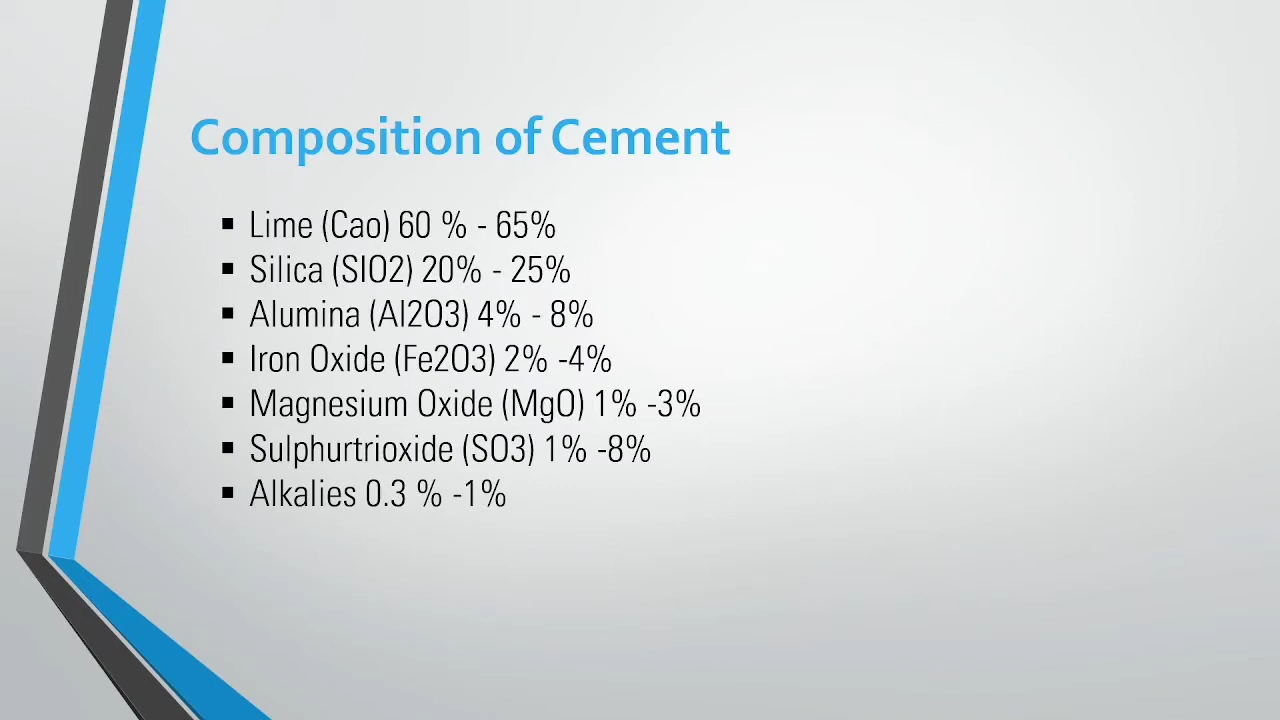 Composition of Cement
▪ Lime (Cao) 60 % - 65%
▪ Silica (SIO2) 20% - 25%
▪ Alumina (Al2O3) 4% - 8%
▪ Iron Oxide (Fe2O3) 2% -4%
▪ Magnesium Oxide (MgO) 1% -3%
▪ Sulphurtrioxide (SO3) 1% -8%
▪ Alkalies 0.3 % -1%